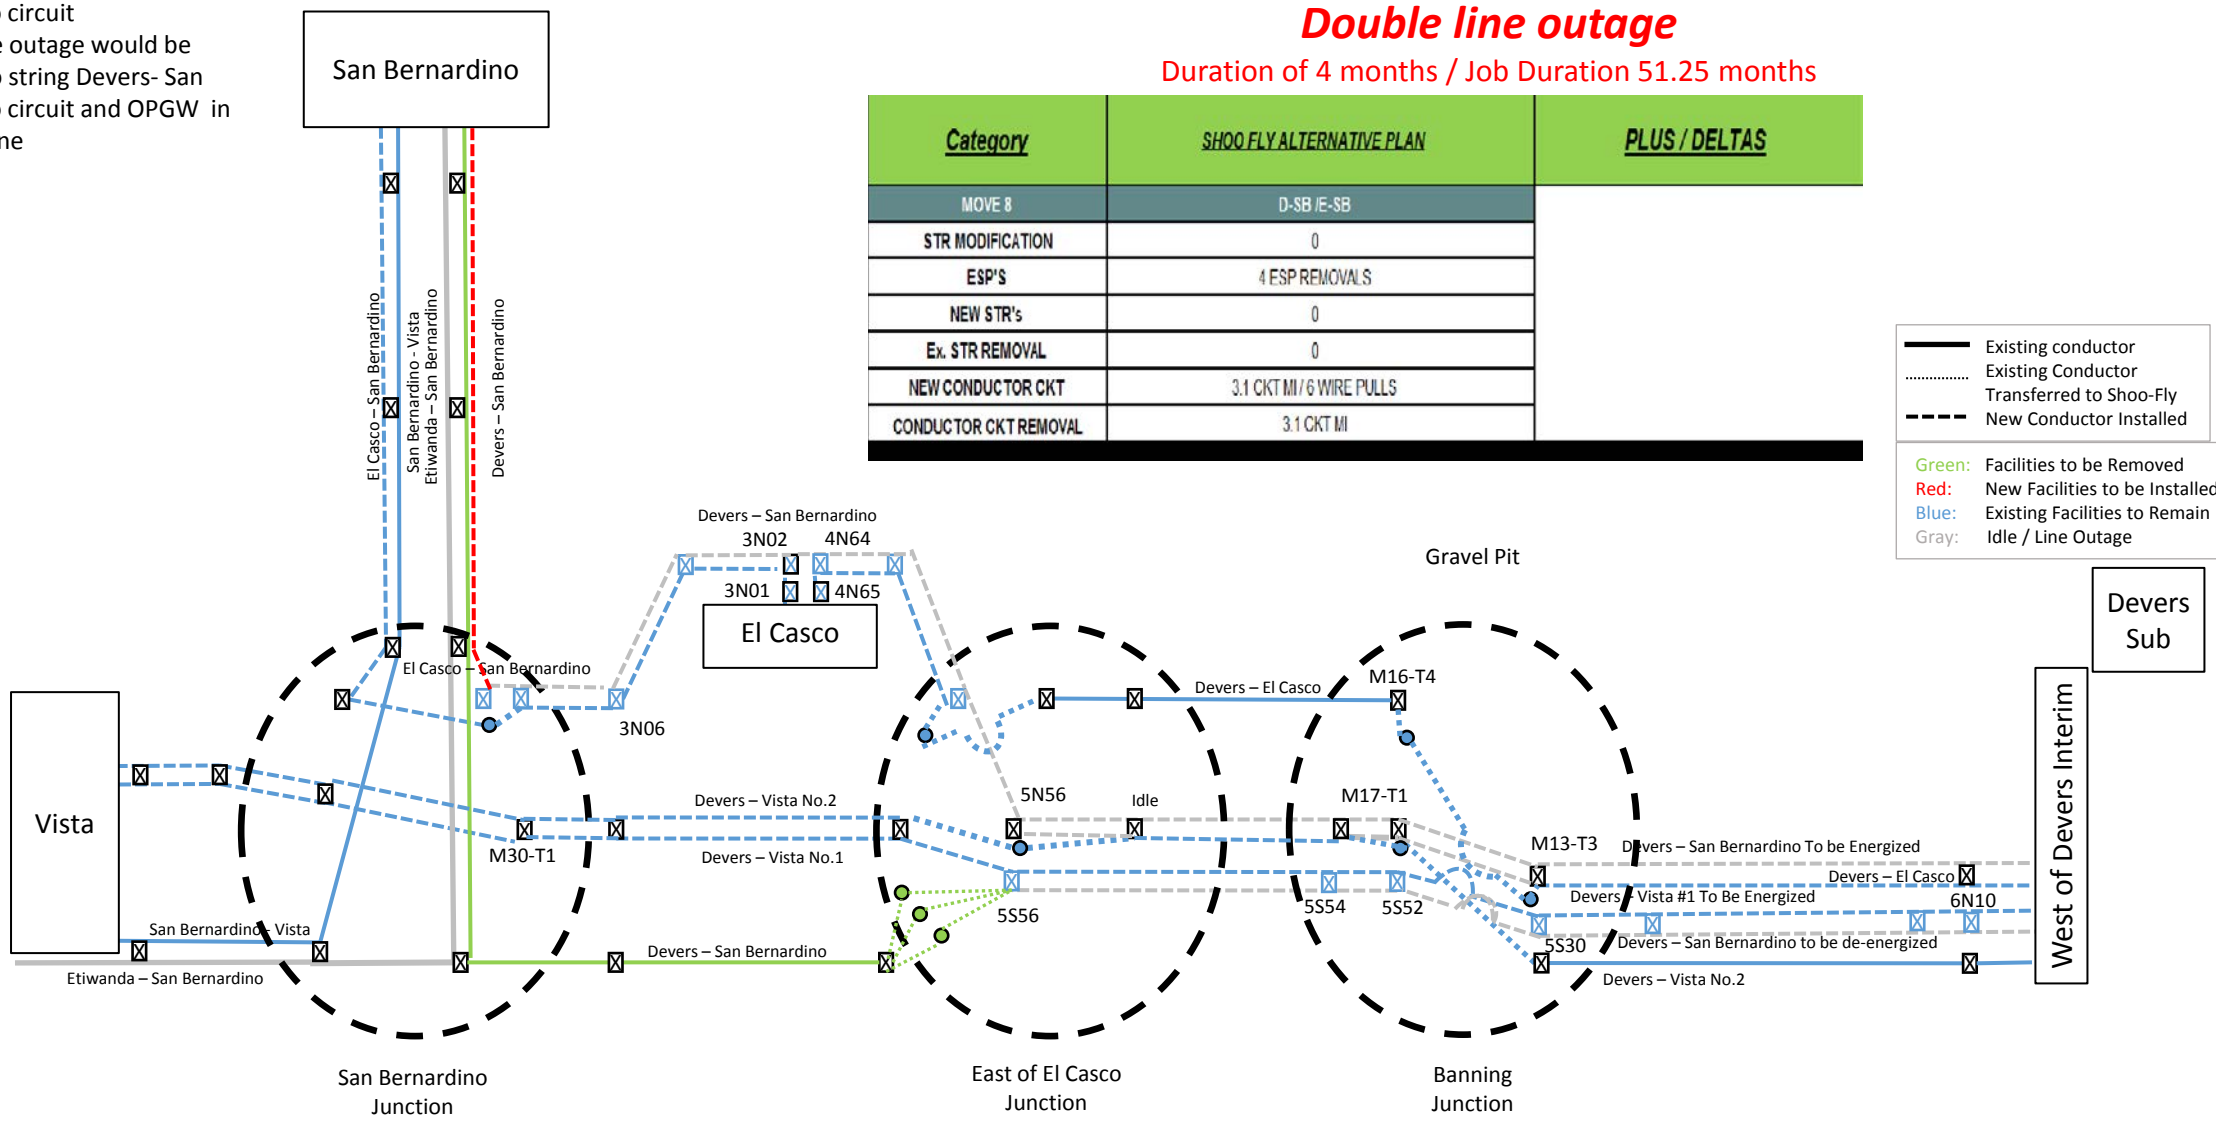 circuit
outage would be
string Devers- San
circuit and OPGW in
Double line outage
Duration of 4 months / Job Duration 51.25 months
San Bernardino
Category
SHOO FLY ALTERNATIVE PLAN
PLUS / DELTAS
MOVE 8
D-SB /E-SB
STR MODIFICATION
0
ESP'S
4 ESP REMOVALS
NEW STR's
0
Ex. STR REMOVAL
0
NEW CONDUCTOR CKT
3.1 CKT MI / 6 WIRE PULLS
CONDUCTOR CKT REMOVAL
3.1 CKT MI
Existing conductor
Existing Conductor
Transferred to Shoo-Fly
New Conductor Installed
Green: Facilities to be Removed
Red: New Facilities to be Installed
Blue: Existing Facilities to Remain
Gray: Idle / Line Outage
El Casco – San Bernardino
San Bernardino - Vista
Etiwanda – San Bernardino
Devers – San Bernardino
Devers – San Bernardino
3N02
4N64
3N01
4N65
El Casco
Gravel Pit
Devers
Sub
West of Devers Interim
El Casco – San Bernardino
3N06
Devers – El Casco
M16-T4
Vista
Devers – Vista No.2
M30-T1
Devers – Vista No.1
5N56
Idle
M17-T1
M13-T3
Devers – San Bernardino To be Energized
Devers – El Casco
Devers – Vista #1 To Be Energized
6N10
5S56
5S54
5S52
5S30
Devers – San Bernardino to be de-energized
Devers – Vista No.2
San Bernardino - Vista
Devers – San Bernardino
Etiwanda – San Bernardino
San Bernardino
Junction
East of El Casco
Junction
Banning
Junction